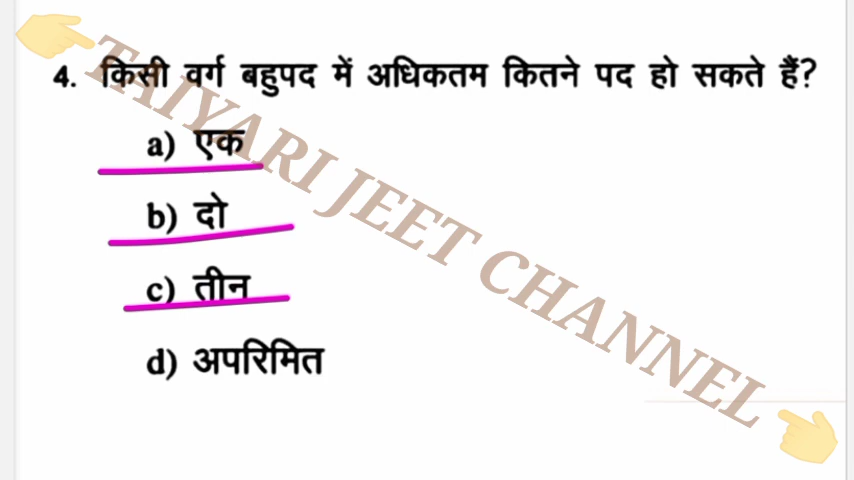 4. किसी वर्ग बहुपद में अधिकतम कितने पद हो सकते हैं?
a) एक
b) दो
c) तीन
d) अपरिमित
TAIYARI JEET CHANNEL